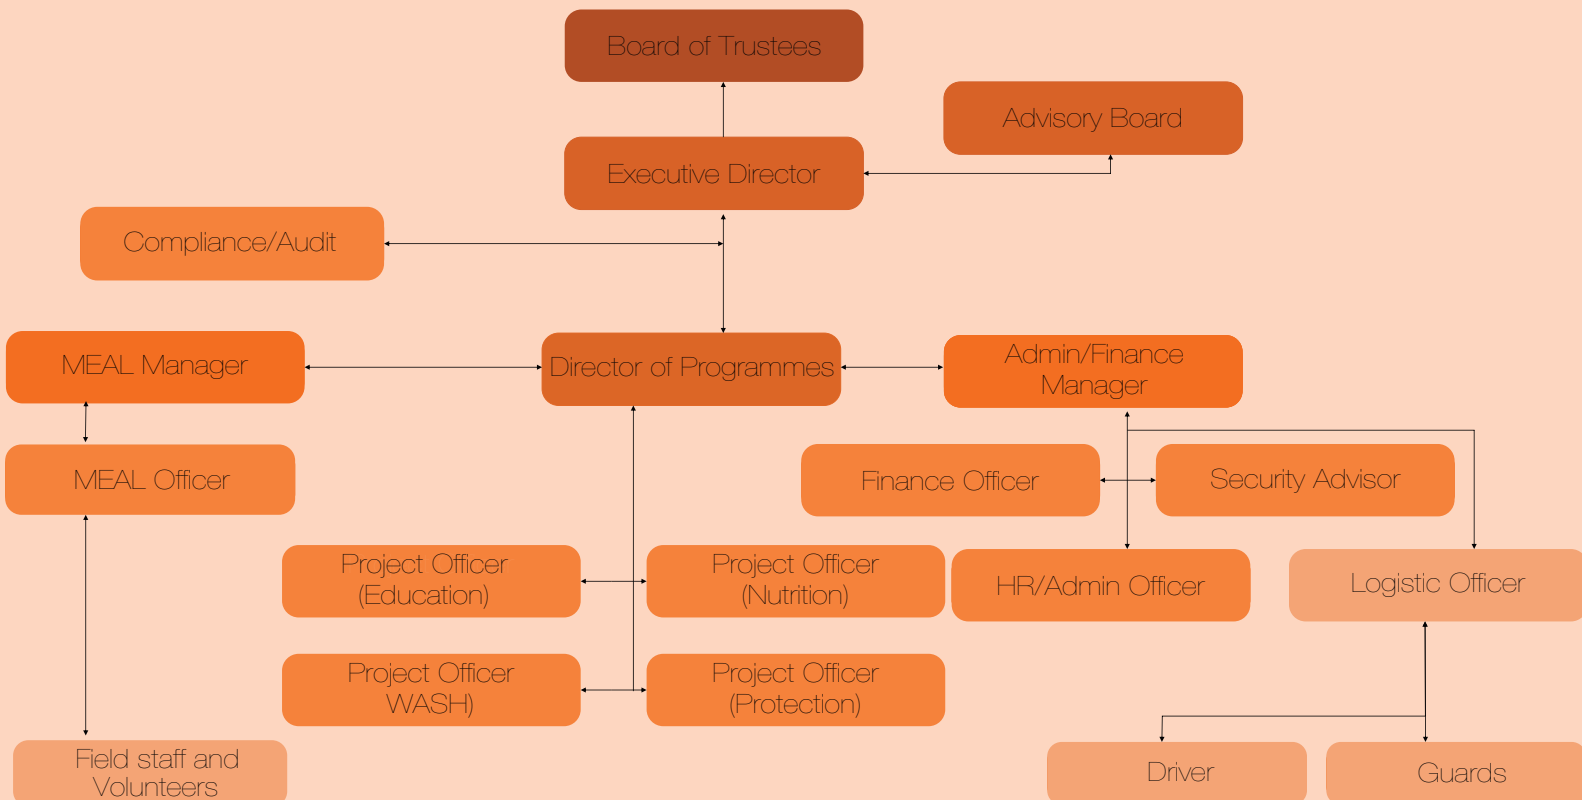 Board of Trustees
Advisory Board
Executive Director
Compliance/Audit
MEAL Manager
Director of Programmes
Admin/Finance
Manager
MEAL Officer
Finance Officer
Security Advisor
Project Officer
(Education)
Project Officer
(Nutrition)
HR/Admin Officer
Logistic Officer
Project Officer
WASH)
Project Officer
(Protection)
Field staff and
Volunteers
Driver
Guards